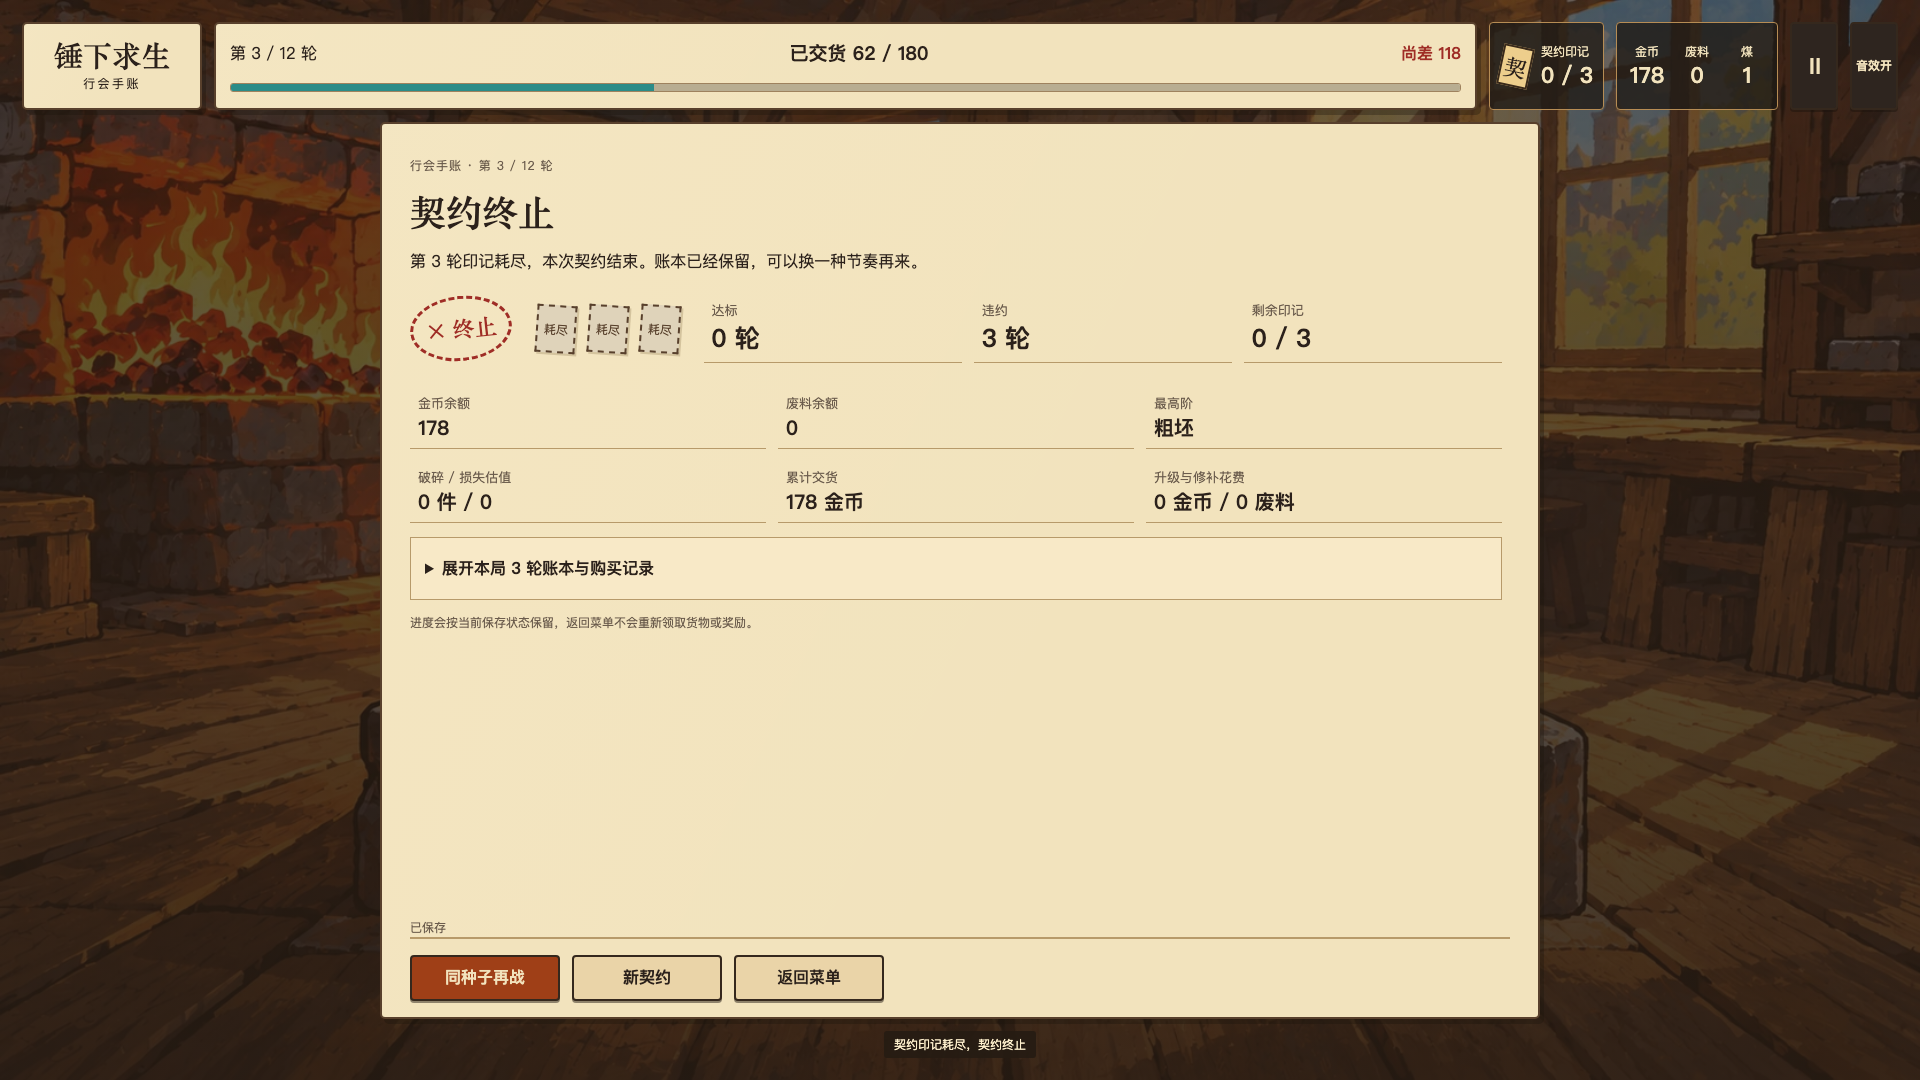 锤下求生
行会手账
第 3 / 12 轮
已交货 62 / 180
尚差 118
契
契约印记
0 / 3
金币
178
废料
0
煤
1
音效开
行会手账 · 第 3 / 12 轮
契约终止
第 3 轮印记耗尽，本次契约结束。账本已经保留，可以换一种节奏再来。
× 终止
耗尽
耗尽
耗尽
达标
0 轮
违约
3 轮
剩余印记
0 / 3
金币余额
178
废料余额
0
最高阶
粗坯
破碎 / 损失估值
0 件 / 0
累计交货
178 金币
升级与修补花费
0 金币 / 0 废料
▶ 展开本局 3 轮账本与购买记录
进度会按当前保存状态保留，返回菜单不会重新领取货物或奖励。
已保存
同种子再战
新契约
返回菜单
契约印记耗尽，契约终止